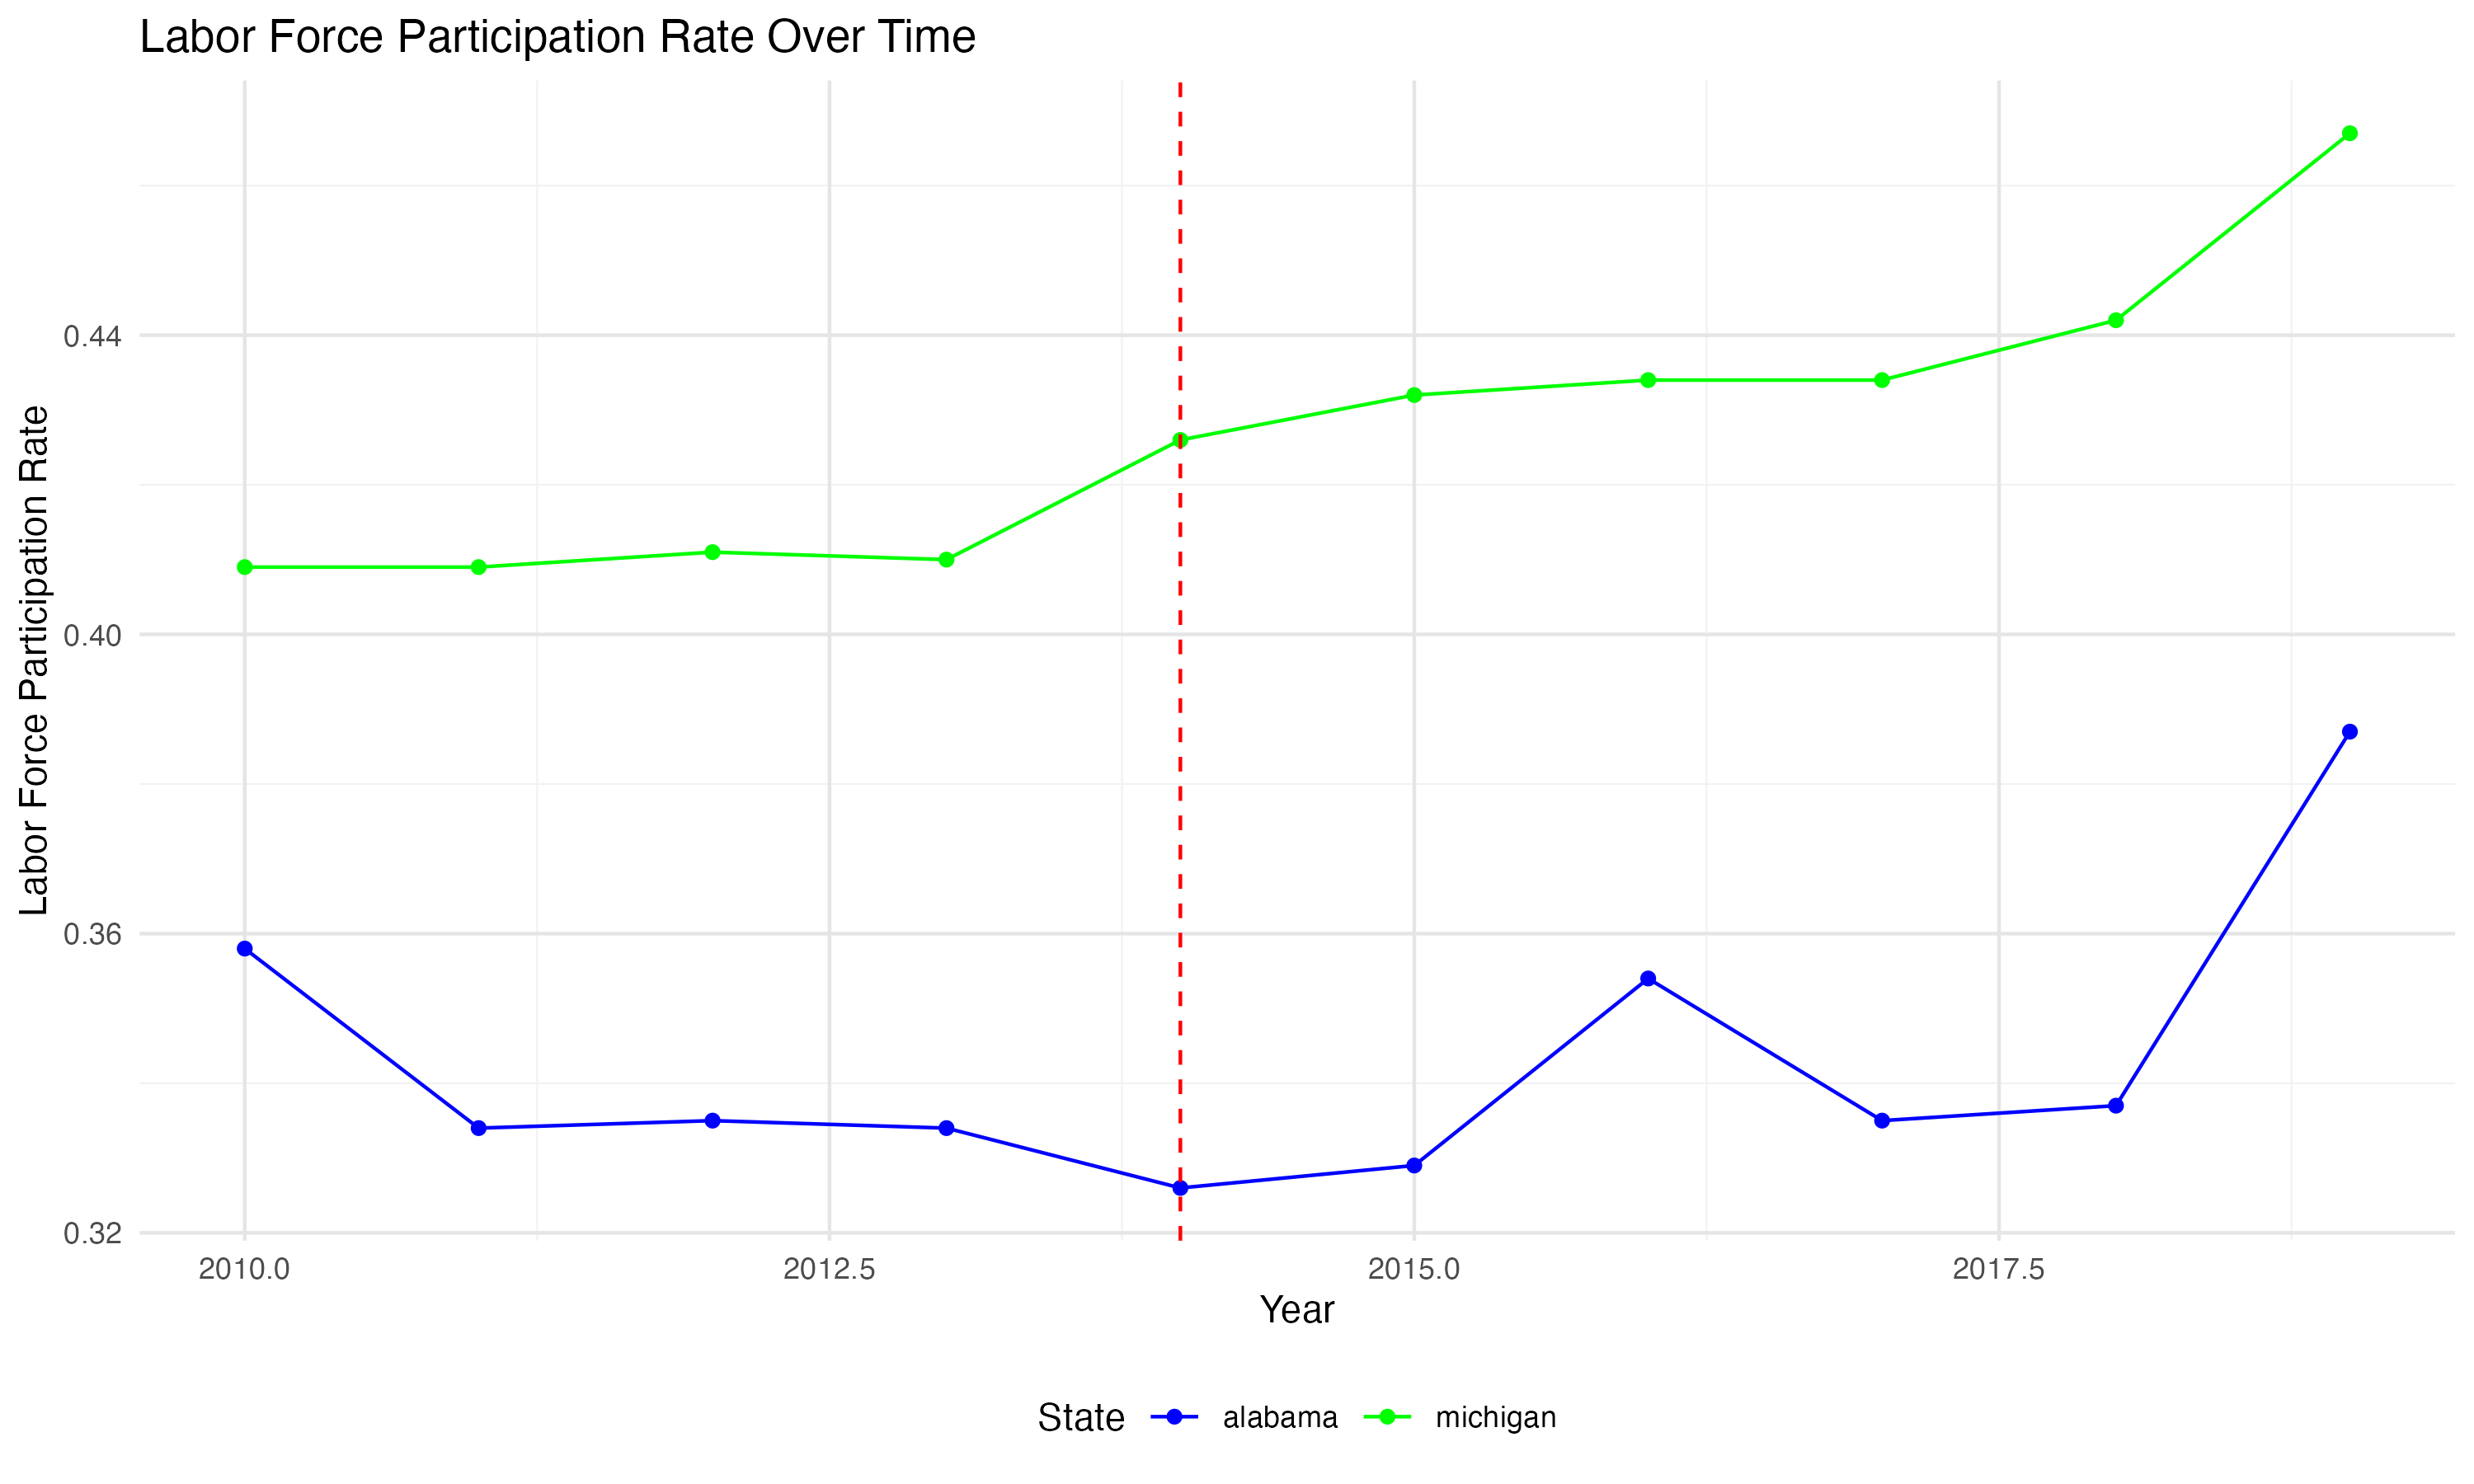 Labor Force Participation Rate Over Time
Labor Force Participation Rate
0.44
0.40
0.36
0.32
2010.0 2012.5 2015.0 2017.5
Year
State alabama michigan